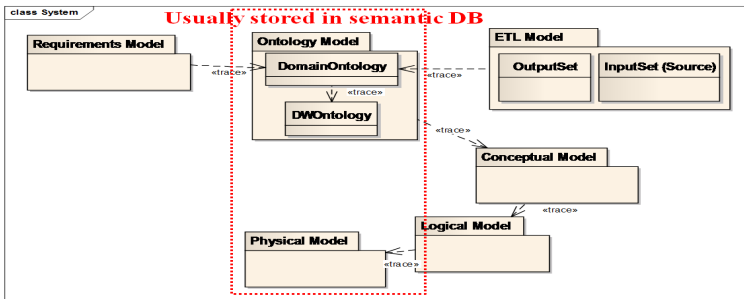 class System
Usually stored in semantic DB
Requirements Model
Ontology Model
ETL Model
DomainOntology
OutputSet
InputSet (Source)
«trace»
«trace»
«trace»
DWOntology
«trace»
Conceptual Model
«trace»
Logical Model
Physical Model
«trace»